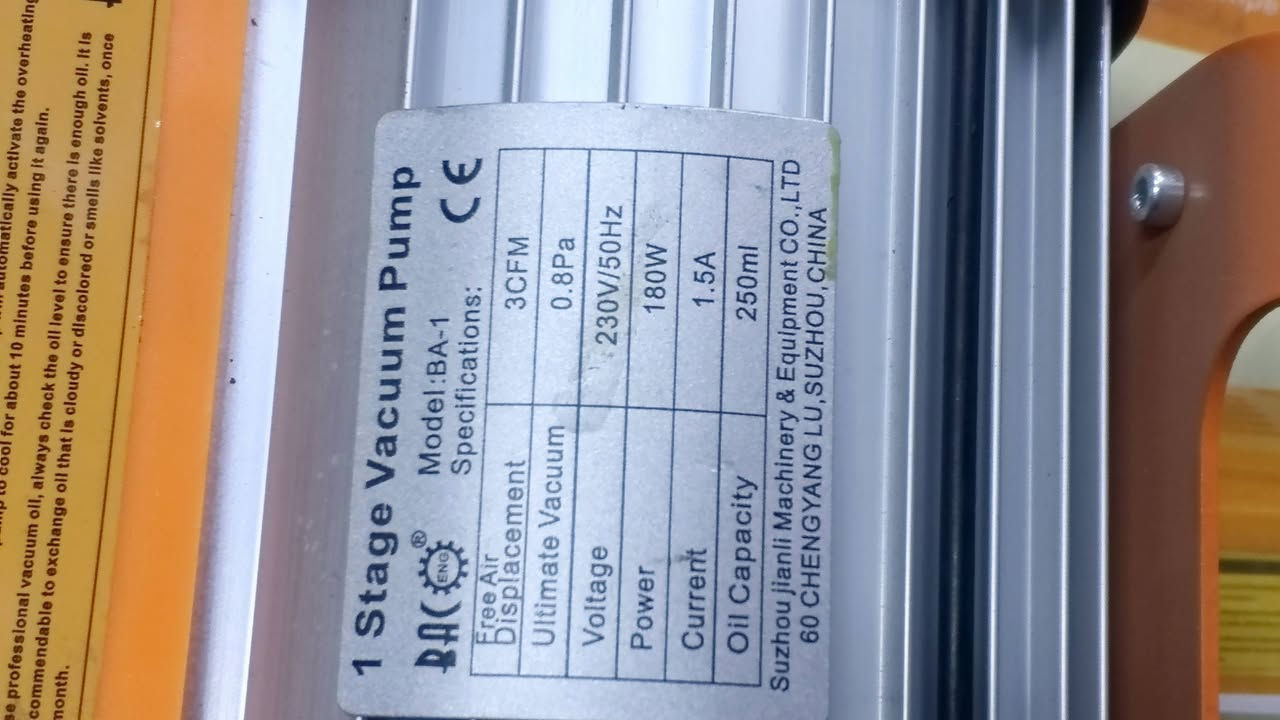 automatically activate the overheating
to cool for about 10 minutes before using it again.
professional vacuum oil, always check the oil level to ensure there is enough oil. It is
commendable to exchange oil that is cloudy or discolored or smells like solvents, once
month.
1 Stage Vacuum Pump
BAC ENG ® Model:BA-1 CE
Specifications:
Free Air Displacement 3CFM
Ultimate Vacuum 0.8Pa
Voltage 230V/50Hz
Power 180W
Current 1.5A
Oil Capacity 250ml
Suzhou jianli Machinery & Equipment CO.,LTD
60 CHENGYANG LU,SUZHOU,CHINA